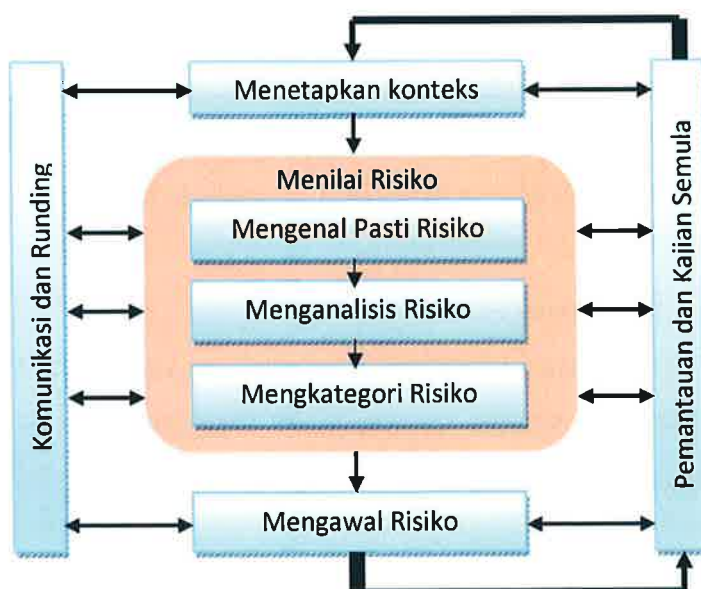 Menetapkan konteks
Menilai Risiko
Mengenal Pasti Risiko
Menganalisis Risiko
Mengkategori Risiko
Mengawal Risiko
Komunikasi dan Runding
Pemantauan dan Kajian Semula